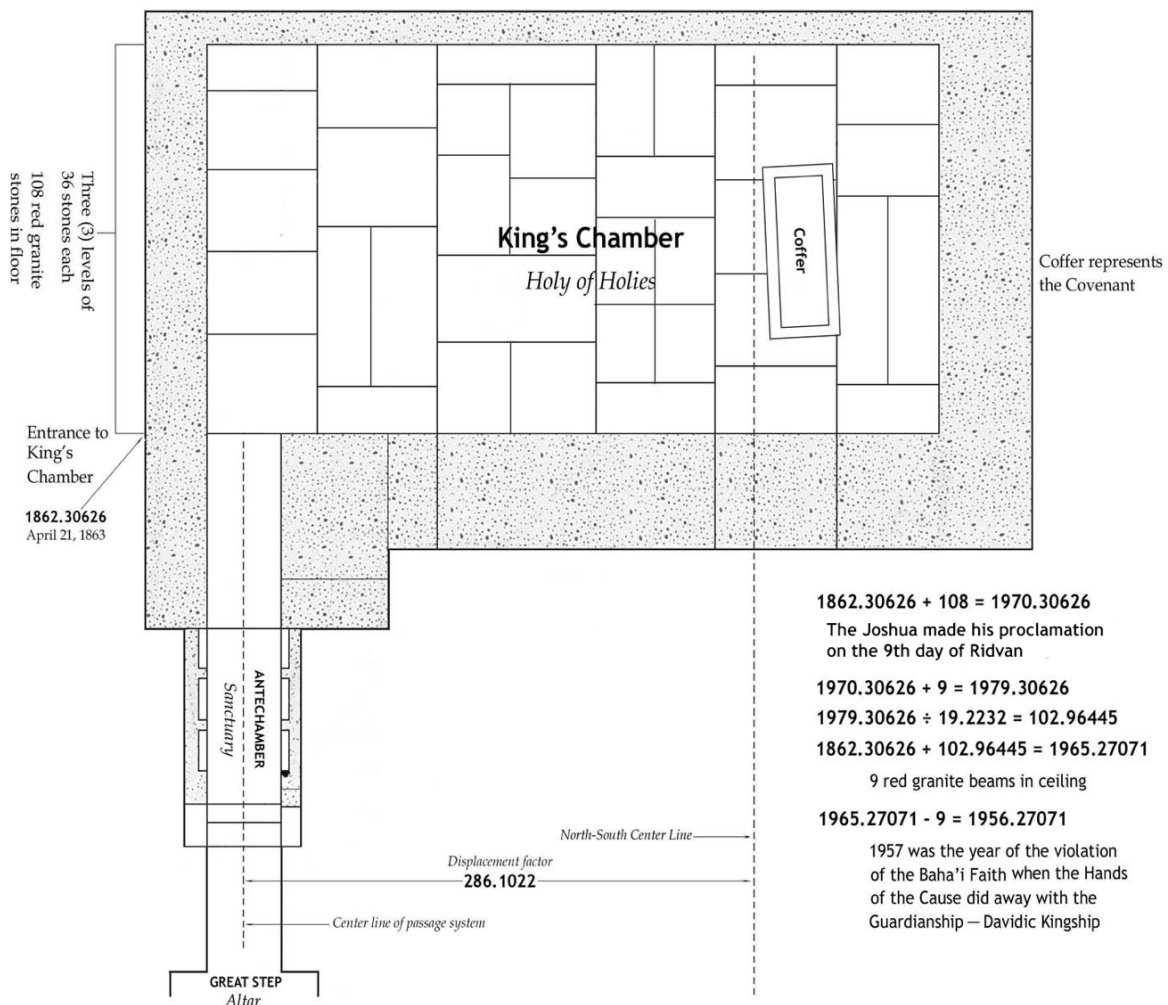 Three (3) levels of
36 stones each
108 red granite
stones in floor
King's Chamber
Holy of Holies
Coffer
Coffer represents
the Covenant
Entrance to
King's
Chamber
1862.30626
April 21, 1863
ANTECHAMBER
Sanctuary
North-South Center Line
Displacement factor
286.1022
Center line of passage system
GREAT STEP
Altar
1862.30626 + 108 = 1970.30626
The Joshua made his proclamation
on the 9th day of Ridvan
1970.30626 + 9 = 1979.30626
1979.30626 ÷ 19.2232 = 102.96445
1862.30626 + 102.96445 = 1965.27071
9 red granite beams in ceiling
1965.27071 - 9 = 1956.27071
1957 was the year of the violation
of the Baha'i Faith when the Hands
of the Cause did away with the
Guardianship — Davidic Kingship